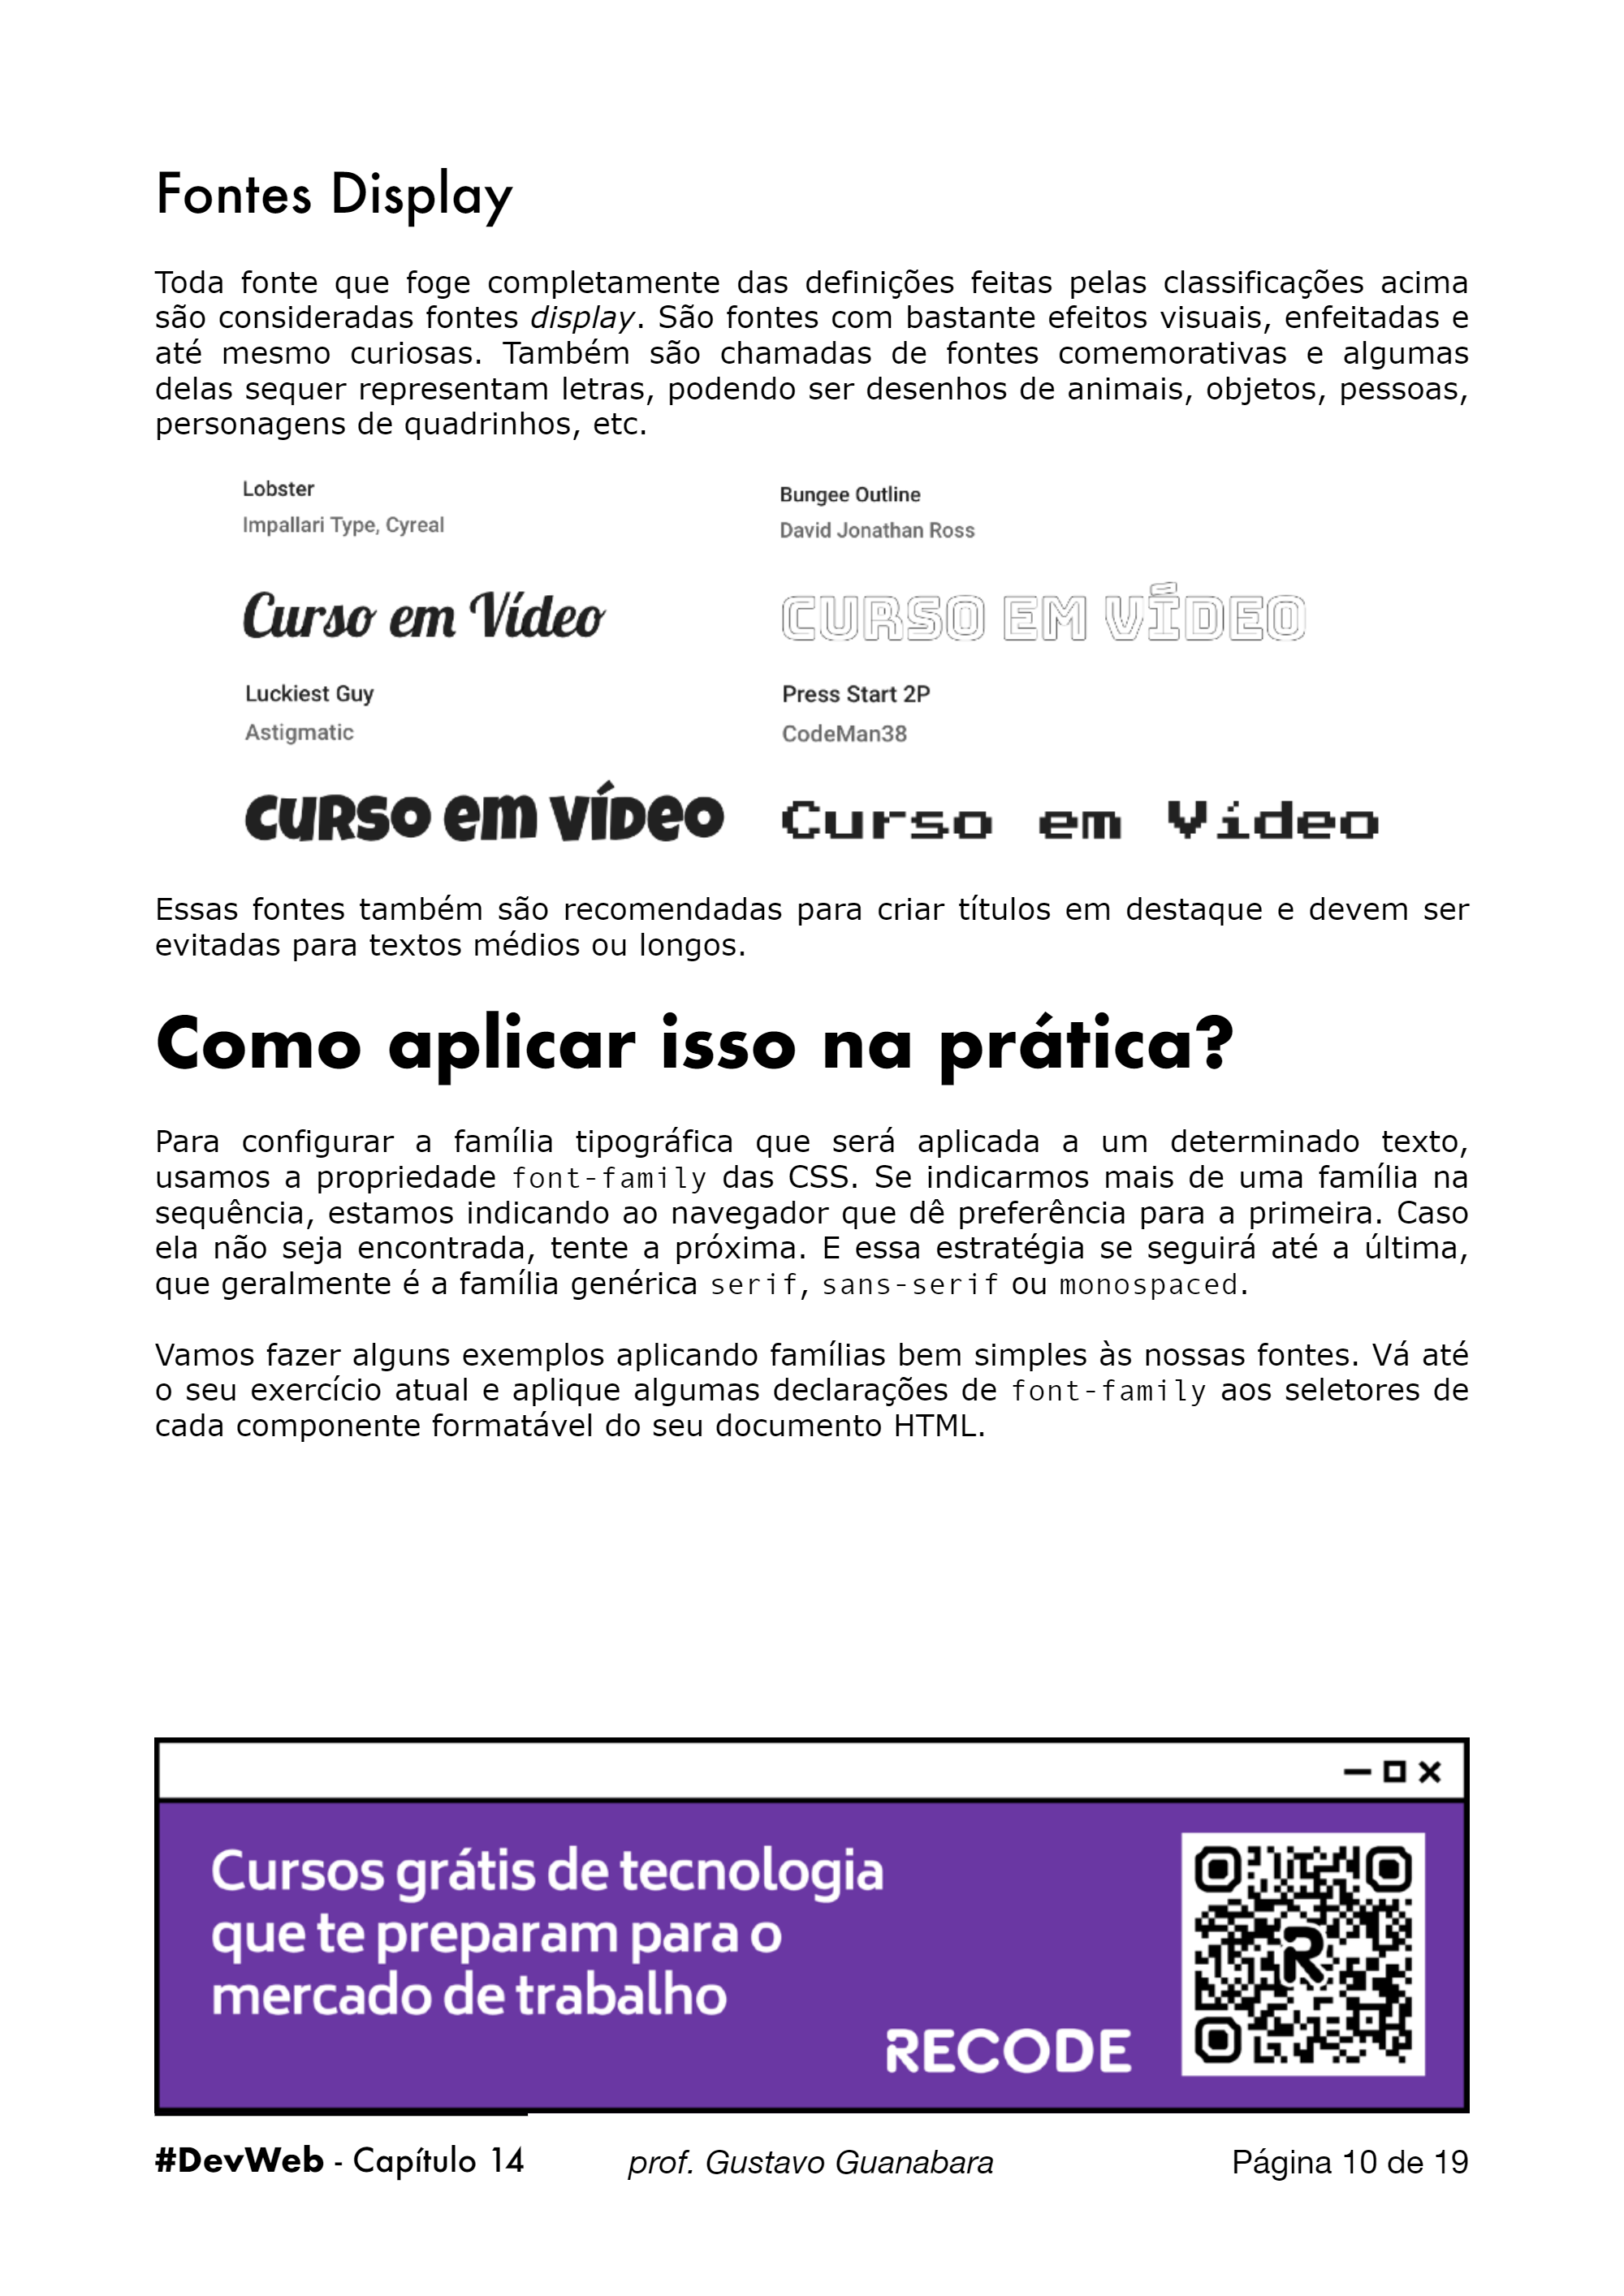 Fontes Display
Toda fonte que foge completamente das definições feitas pelas classificações acima
são consideradas fontes display. São fontes com bastante efeitos visuais, enfeitadas e
até mesmo curiosas. Também são chamadas de fontes comemorativas e algumas
delas sequer representam letras, podendo ser desenhos de animais, objetos, pessoas,
personagens de quadrinhos, etc.
Lobster
Impallari Type, Cyreal
Curso em Vídeo
Bungee Outline
David Jonathan Ross
CURSO EM VÍDEO
Luckiest Guy
Astigmatic
CURSO EM VÍDEO
Press Start 2P
CodeMan38
Curso em Vídeo
Essas fontes também são recomendadas para criar títulos em destaque e devem ser
evitadas para textos médios ou longos.
Como aplicar isso na prática?
Para configurar a família tipográfica que será aplicada a um determinado texto,
usamos a propriedade font-family das CSS. Se indicarmos mais de uma família na
sequência, estamos indicando ao navegador que dê preferência para a primeira. Caso
ela não seja encontrada, tente a próxima. E essa estratégia se seguirá até a última,
que geralmente é a família genérica serif, sans-serif ou monospaced.
Vamos fazer alguns exemplos aplicando famílias bem simples às nossas fontes. Vá até
o seu exercício atual e aplique algumas declarações de font-family aos seletores de
cada componente formatável do seu documento HTML.
Cursos grátis de tecnologia
que te preparam para o
mercado de trabalho
RECODE
#DevWeb - Capítulo 14
prof. Gustavo Guanabara
Página 10 de 19